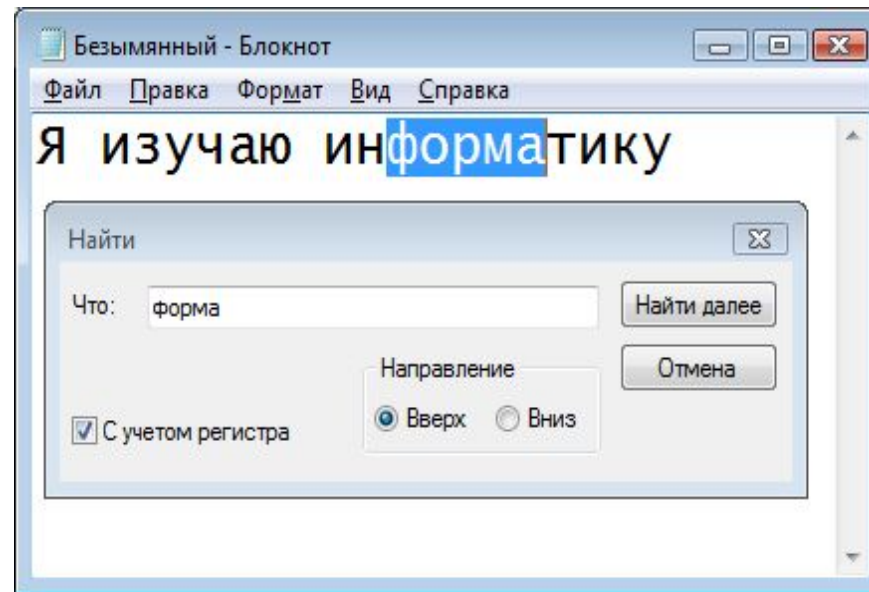 Безымянный - Блокнот
Файл Правка Формат Вид Справка
Я изучаю информатику
Найти
Что: форма Найти далее
Направление Отмена
С учетом регистра Вверх Вниз